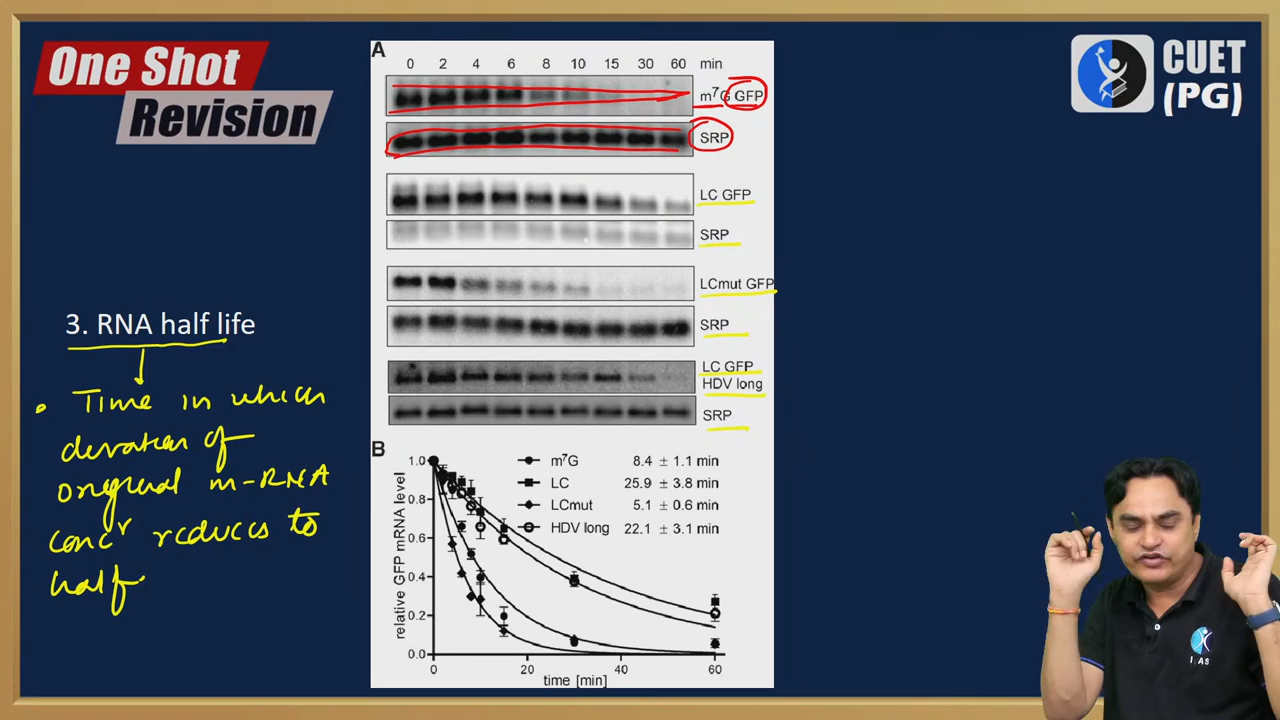 One Shot
Revision
CUET
(PG)
3. RNA half life
• Time in which
duration of
original m-RNA
concⁿ reduces to
half.
A
0 2 4 6 8 10 15 30 60 min
m⁷G GFP
SRP
LC GFP
SRP
LCmut GFP
SRP
LC GFP
HDV long
SRP
B
relative GFP mRNA level
1.0
0.8
0.6
0.4
0.2
0.0
m⁷G 8.4 ± 1.1 min
LC 25.9 ± 3.8 min
LCmut 5.1 ± 0.6 min
HDV long 22.1 ± 3.1 min
0 20 40 60
time [min]